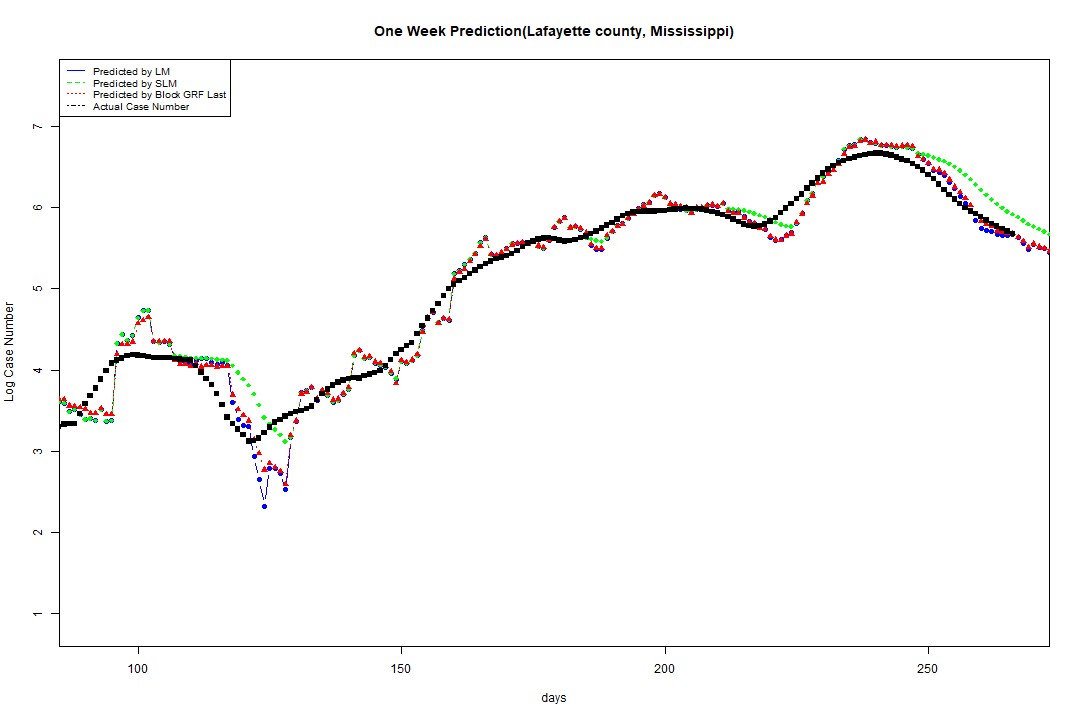 One Week Prediction(Lafayette county, Mississippi)
Predicted by LM
Predicted by SLM
Predicted by Block GRF Last
Actual Case Number
7
6
5
4
3
2
1
Log Case Number
100 150 200 250
days